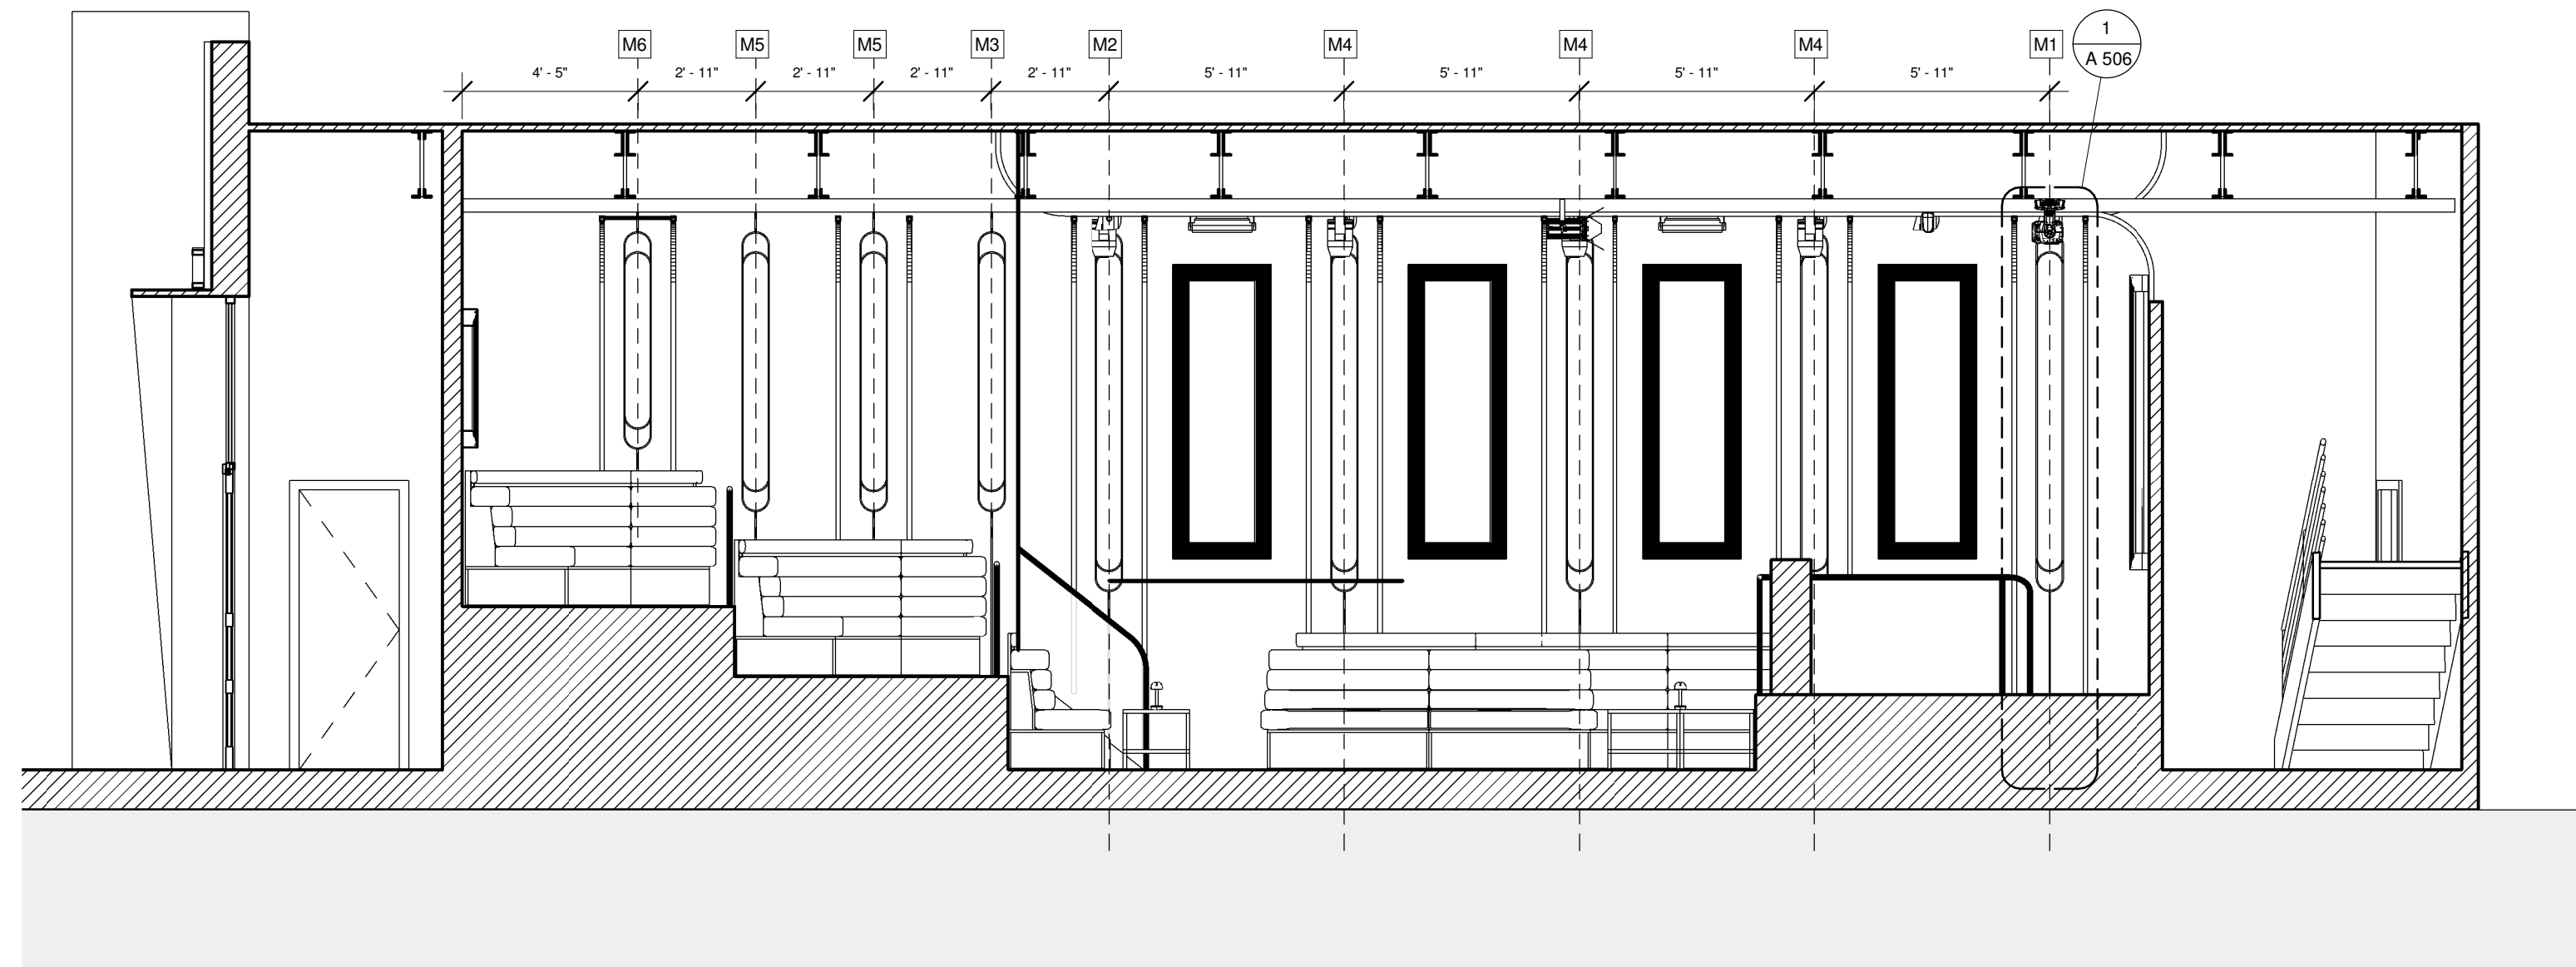 M6 M5 M5 M3 M2 M4 M4 M4 M1
1
A 506
4' - 5" 2' - 11" 2' - 11" 2' - 11" 2' - 11" 5' - 11" 5' - 11" 5' - 11" 5' - 11"